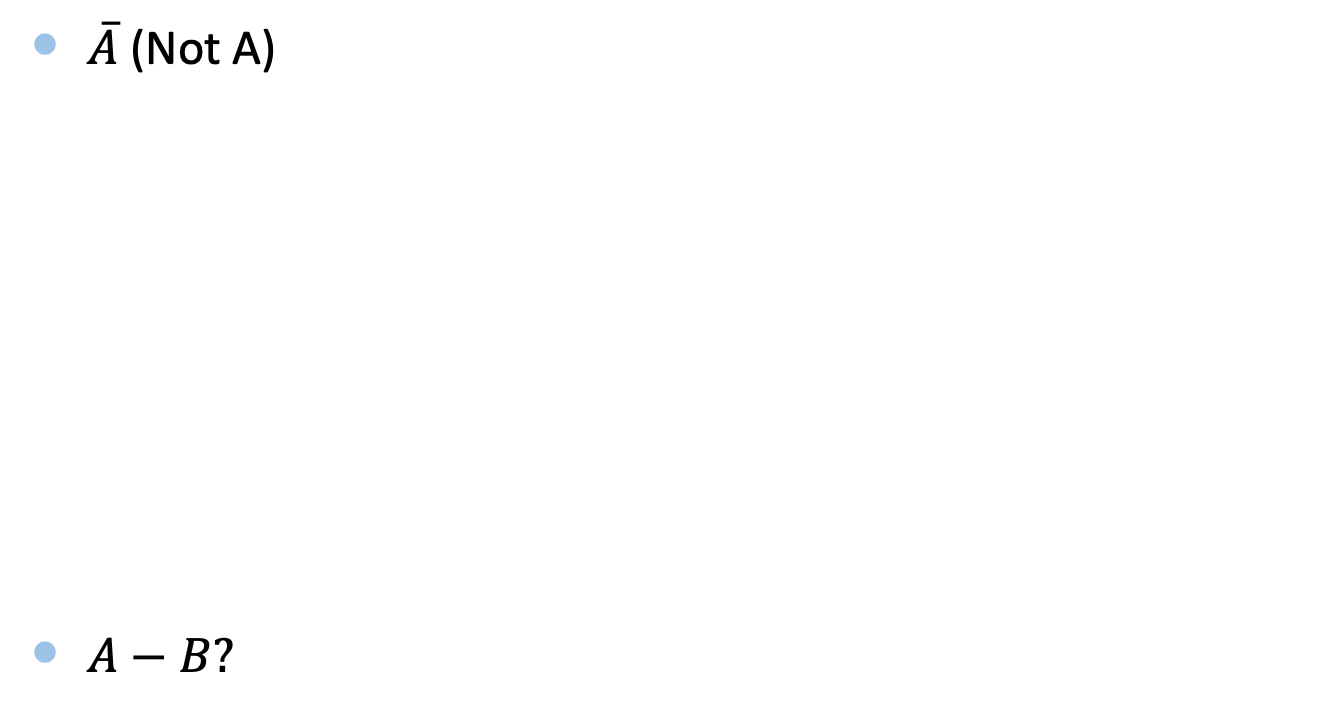 • Ā (Not A)
• A − B?